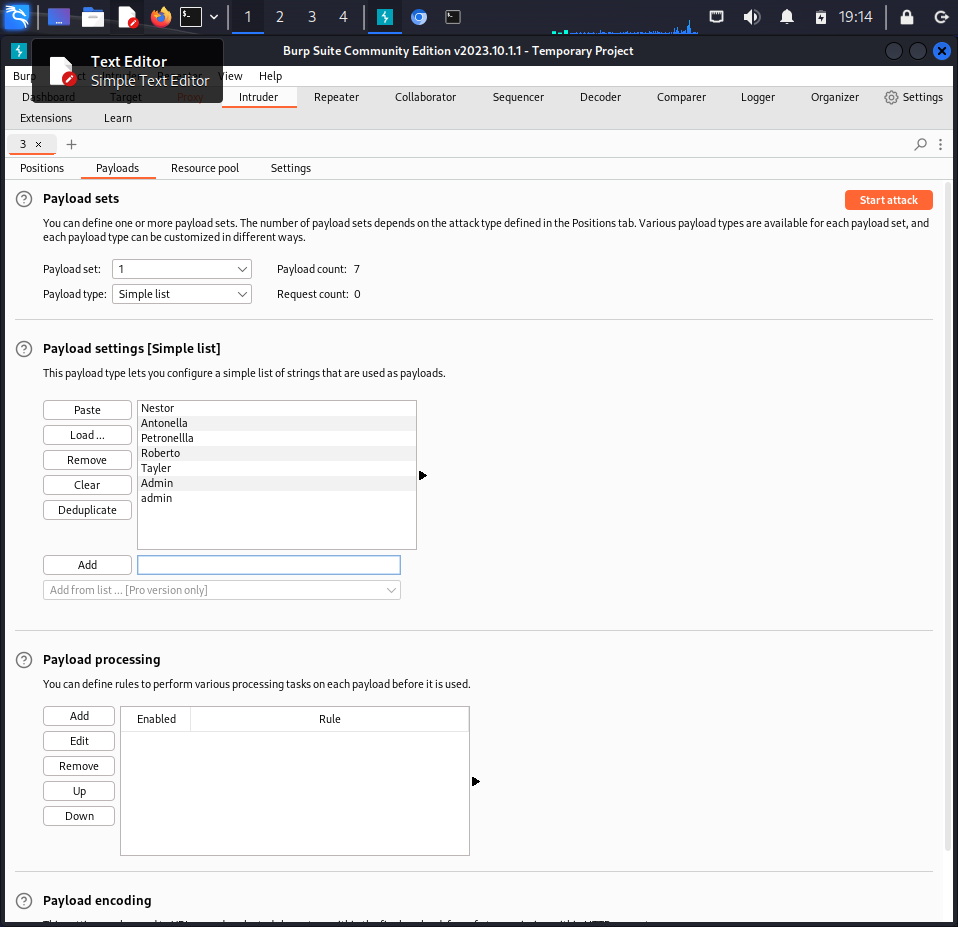 1 2 3 4 19:14
Burp Suite Community Edition v2023.10.1.1 - Temporary Project
Text Editor
Simple Text Editor
Burp View Help
Dashboard Target Proxy Intruder Repeater Collaborator Sequencer Decoder Comparer Logger Organizer Settings
Extensions Learn
3 × +
Positions Payloads Resource pool Settings
? Payload sets Start attack
You can define one or more payload sets. The number of payload sets depends on the attack type defined in the Positions tab. Various payload types are available for each payload set, and
each payload type can be customized in different ways.
Payload set: 1 Payload count: 7
Payload type: Simple list Request count: 0
? Payload settings [Simple list]
This payload type lets you configure a simple list of strings that are used as payloads.
Paste
Load ...
Remove
Clear
Deduplicate
Nestor
Antonella
Petronellla
Roberto
Tayler
Admin
admin
Add
Add from list ... [Pro version only]
? Payload processing
You can define rules to perform various processing tasks on each payload before it is used.
Add
Edit
Remove
Up
Down
Enabled Rule
? Payload encoding